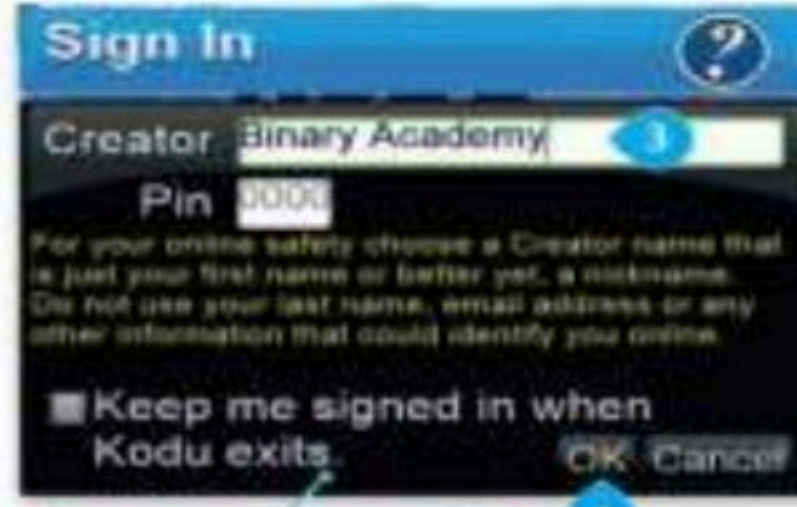 Sign In
?
Creator Binary Academy 3
Pin 0000
For your online safety choose a Creator name that
is just your first name or better yet, a nickname.
Do not use your last name, email address or any
other information that could identify you online.
Keep me signed in when
Kodu exits.
OK Cancel